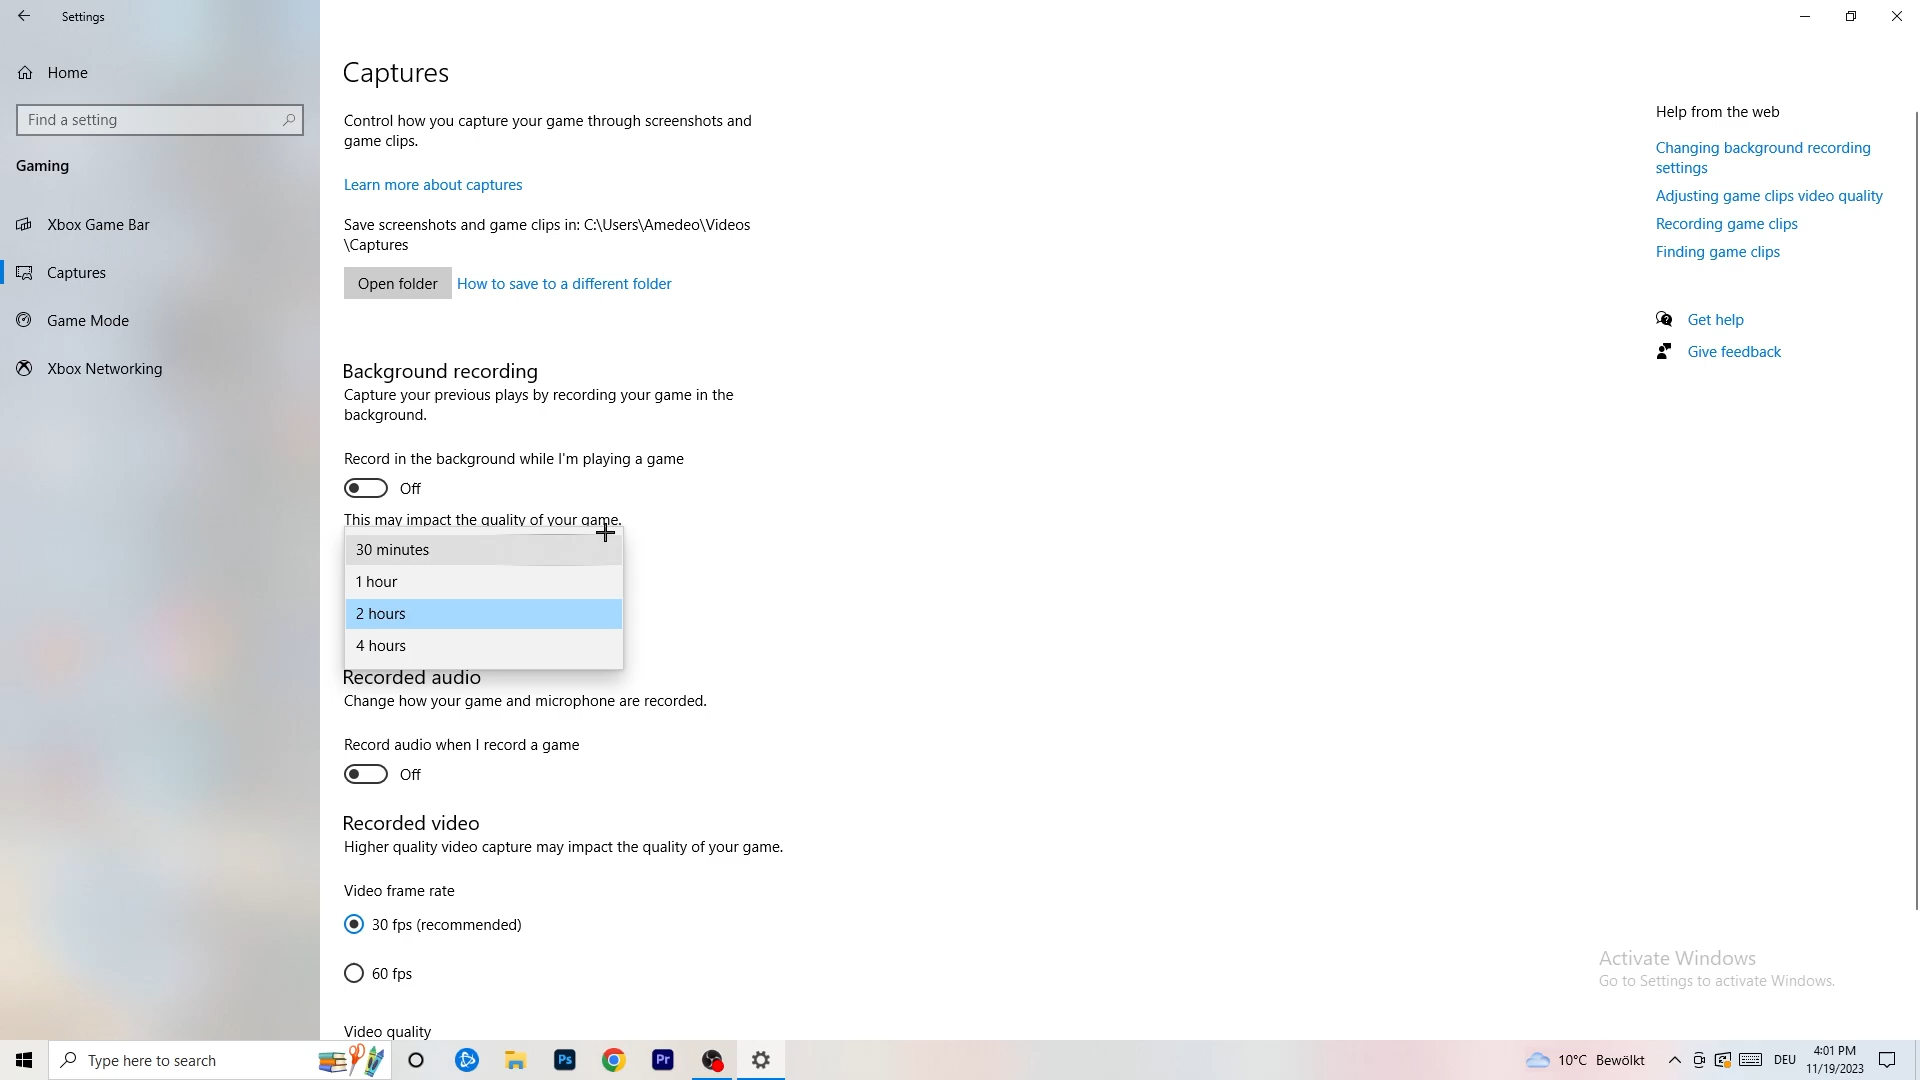 Settings
Home
Find a setting
Gaming
Xbox Game Bar
Captures
Game Mode
Xbox Networking
Captures
Control how you capture your game through screenshots and
game clips.
Learn more about captures
Save screenshots and game clips in: C:\Users\Amedeo\Videos
\Captures
Open folder
How to save to a different folder
Background recording
Capture your previous plays by recording your game in the
background.
Record in the background while I'm playing a game
Off
This may impact the quality of your game.
30 minutes
1 hour
2 hours
4 hours
Recorded audio
Change how your game and microphone are recorded.
Record audio when I record a game
Off
Recorded video
Higher quality video capture may impact the quality of your game.
Video frame rate
30 fps (recommended)
60 fps
Video quality
Help from the web
Changing background recording
settings
Adjusting game clips video quality
Recording game clips
Finding game clips
Get help
Give feedback
Activate Windows
Go to Settings to activate Windows.
Type here to search
Ps
Pr
10°C Bewölkt
DEU
4:01 PM
11/19/2023